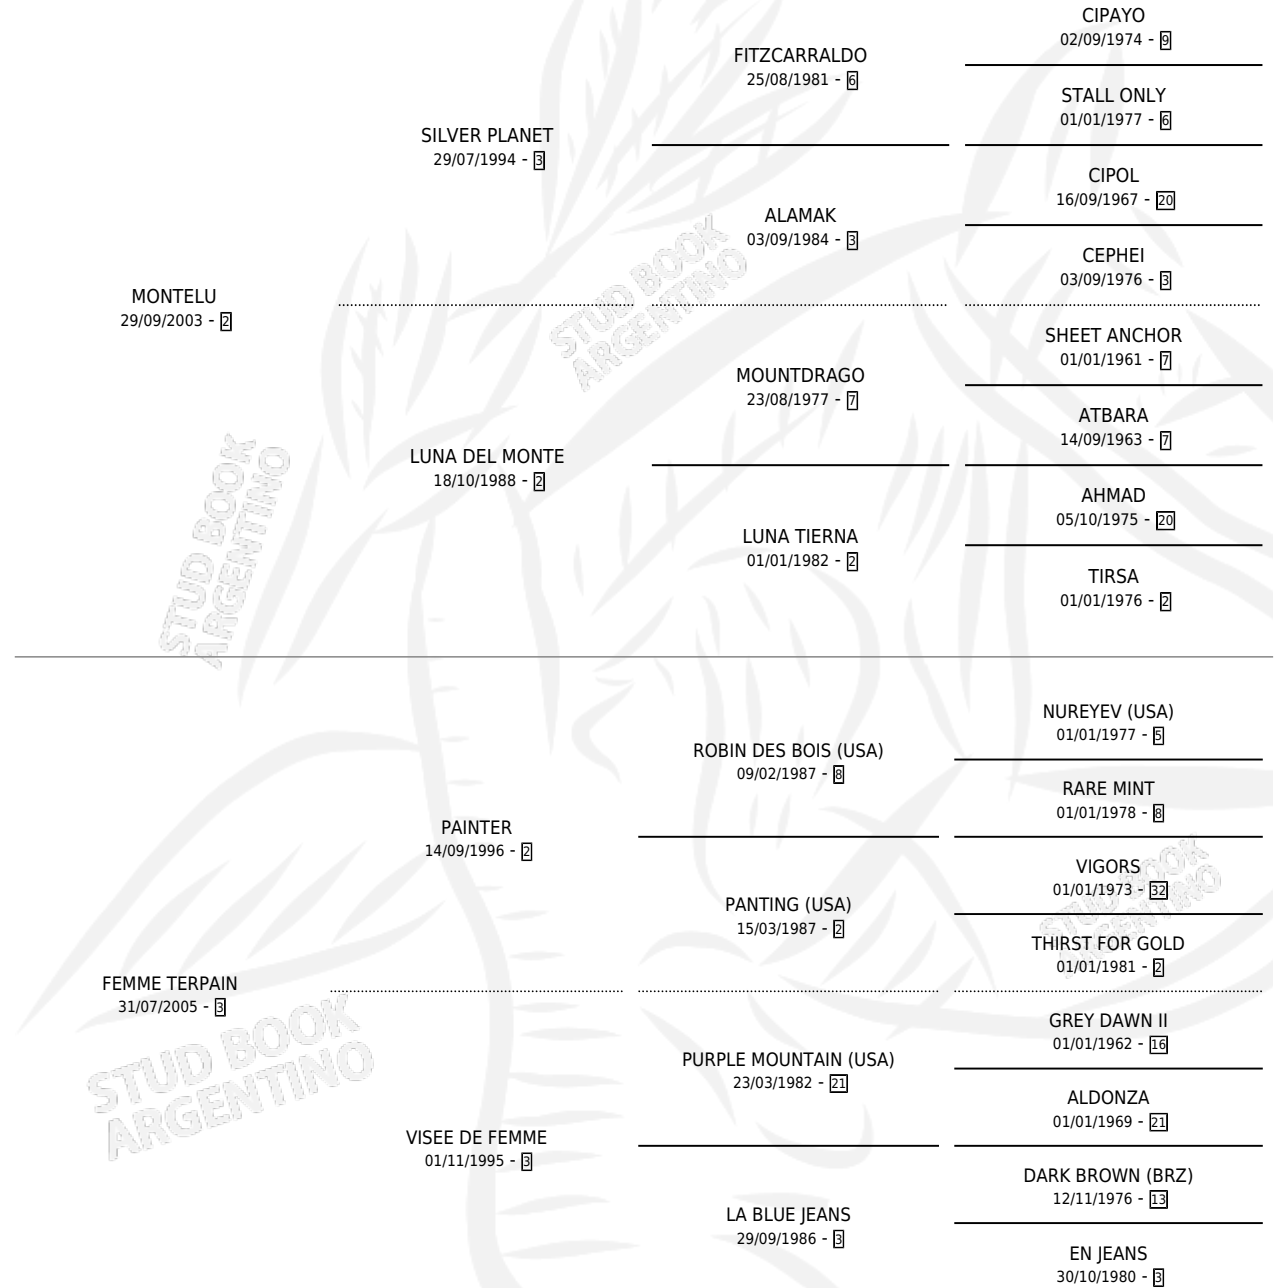 CIPAYO
02/09/1974 - 9
FITZCARRALDO
25/08/1981 - 6
STALL ONLY
01/01/1977 - 6
SILVER PLANET
29/07/1994 - 3
CIPOL
16/09/1967 - 20
ALAMAK
03/09/1984 - 3
CEPHEI
03/09/1976 - 3
MONTELU
29/09/2003 - 2
SHEET ANCHOR
01/01/1961 - 7
MOUNTDRAGO
23/08/1977 - 7
ATBARA
14/09/1963 - 7
LUNA DEL MONTE
18/10/1988 - 2
AHMAD
05/10/1975 - 20
LUNA TIERNA
01/01/1982 - 2
TIRSA
01/01/1976 - 2
NUREYEV (USA)
01/01/1977 - 5
ROBIN DES BOIS (USA)
09/02/1987 - 8
RARE MINT
01/01/1978 - 8
PAINTER
14/09/1996 - 2
VIGORS
01/01/1973 - 32
PANTING (USA)
15/03/1987 - 2
THIRST FOR GOLD
01/01/1981 - 2
FEMME TERPAIN
31/07/2005 - 3
GREY DAWN II
01/01/1962 - 16
PURPLE MOUNTAIN (USA)
23/03/1982 - 21
ALDONZA
01/01/1969 - 21
VISEE DE FEMME
01/11/1995 - 3
DARK BROWN (BRZ)
12/11/1976 - 13
LA BLUE JEANS
29/09/1986 - 3
EN JEANS
30/10/1980 - 3
STUD BOOK
ARGENTINO
STUD BOOK
ARGENTINO
STUD BOOK
ARGENTINO
STUD BOOK
ARGENTINO